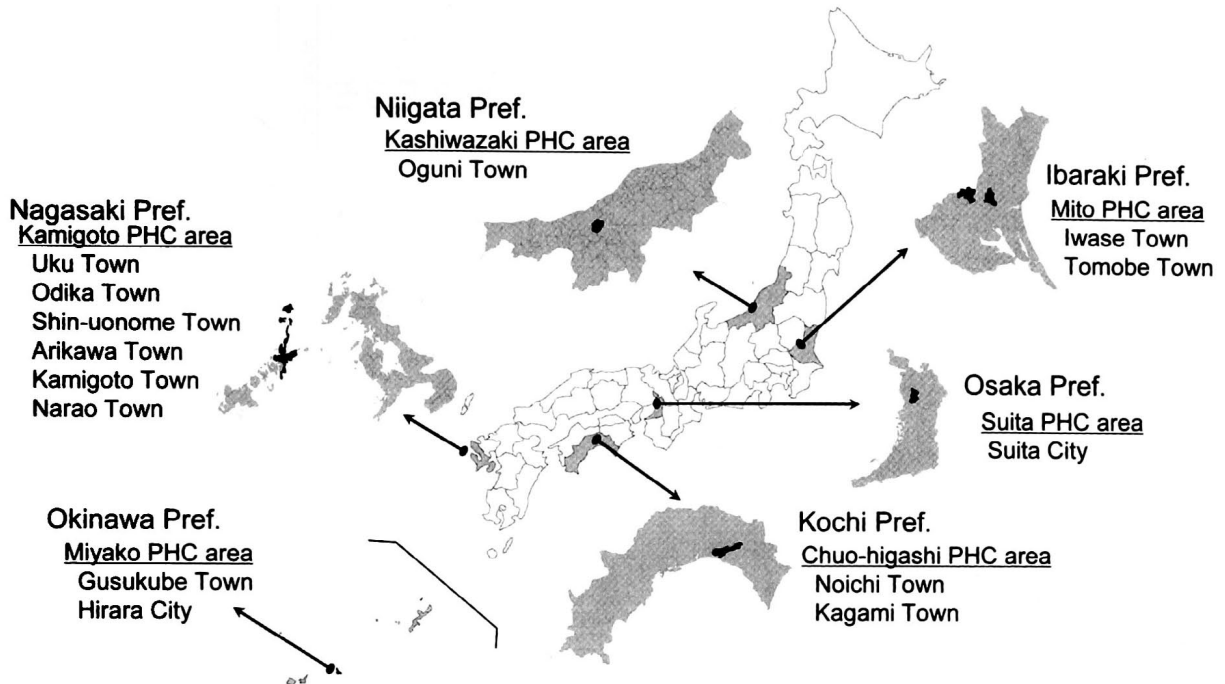 Niigata Pref.
Kashiwazaki PHC area
Oguni Town
Ibaraki Pref.
Mito PHC area
Iwase Town
Tomobe Town
Nagasaki Pref.
Kamigoto PHC area
Uku Town
Odika Town
Shin-uonome Town
Arikawa Town
Kamigoto Town
Narao Town
Osaka Pref.
Suita PHC area
Suita City
Okinawa Pref.
Miyako PHC area
Gusukube Town
Hirara City
Kochi Pref.
Chuo-higashi PHC area
Noichi Town
Kagami Town